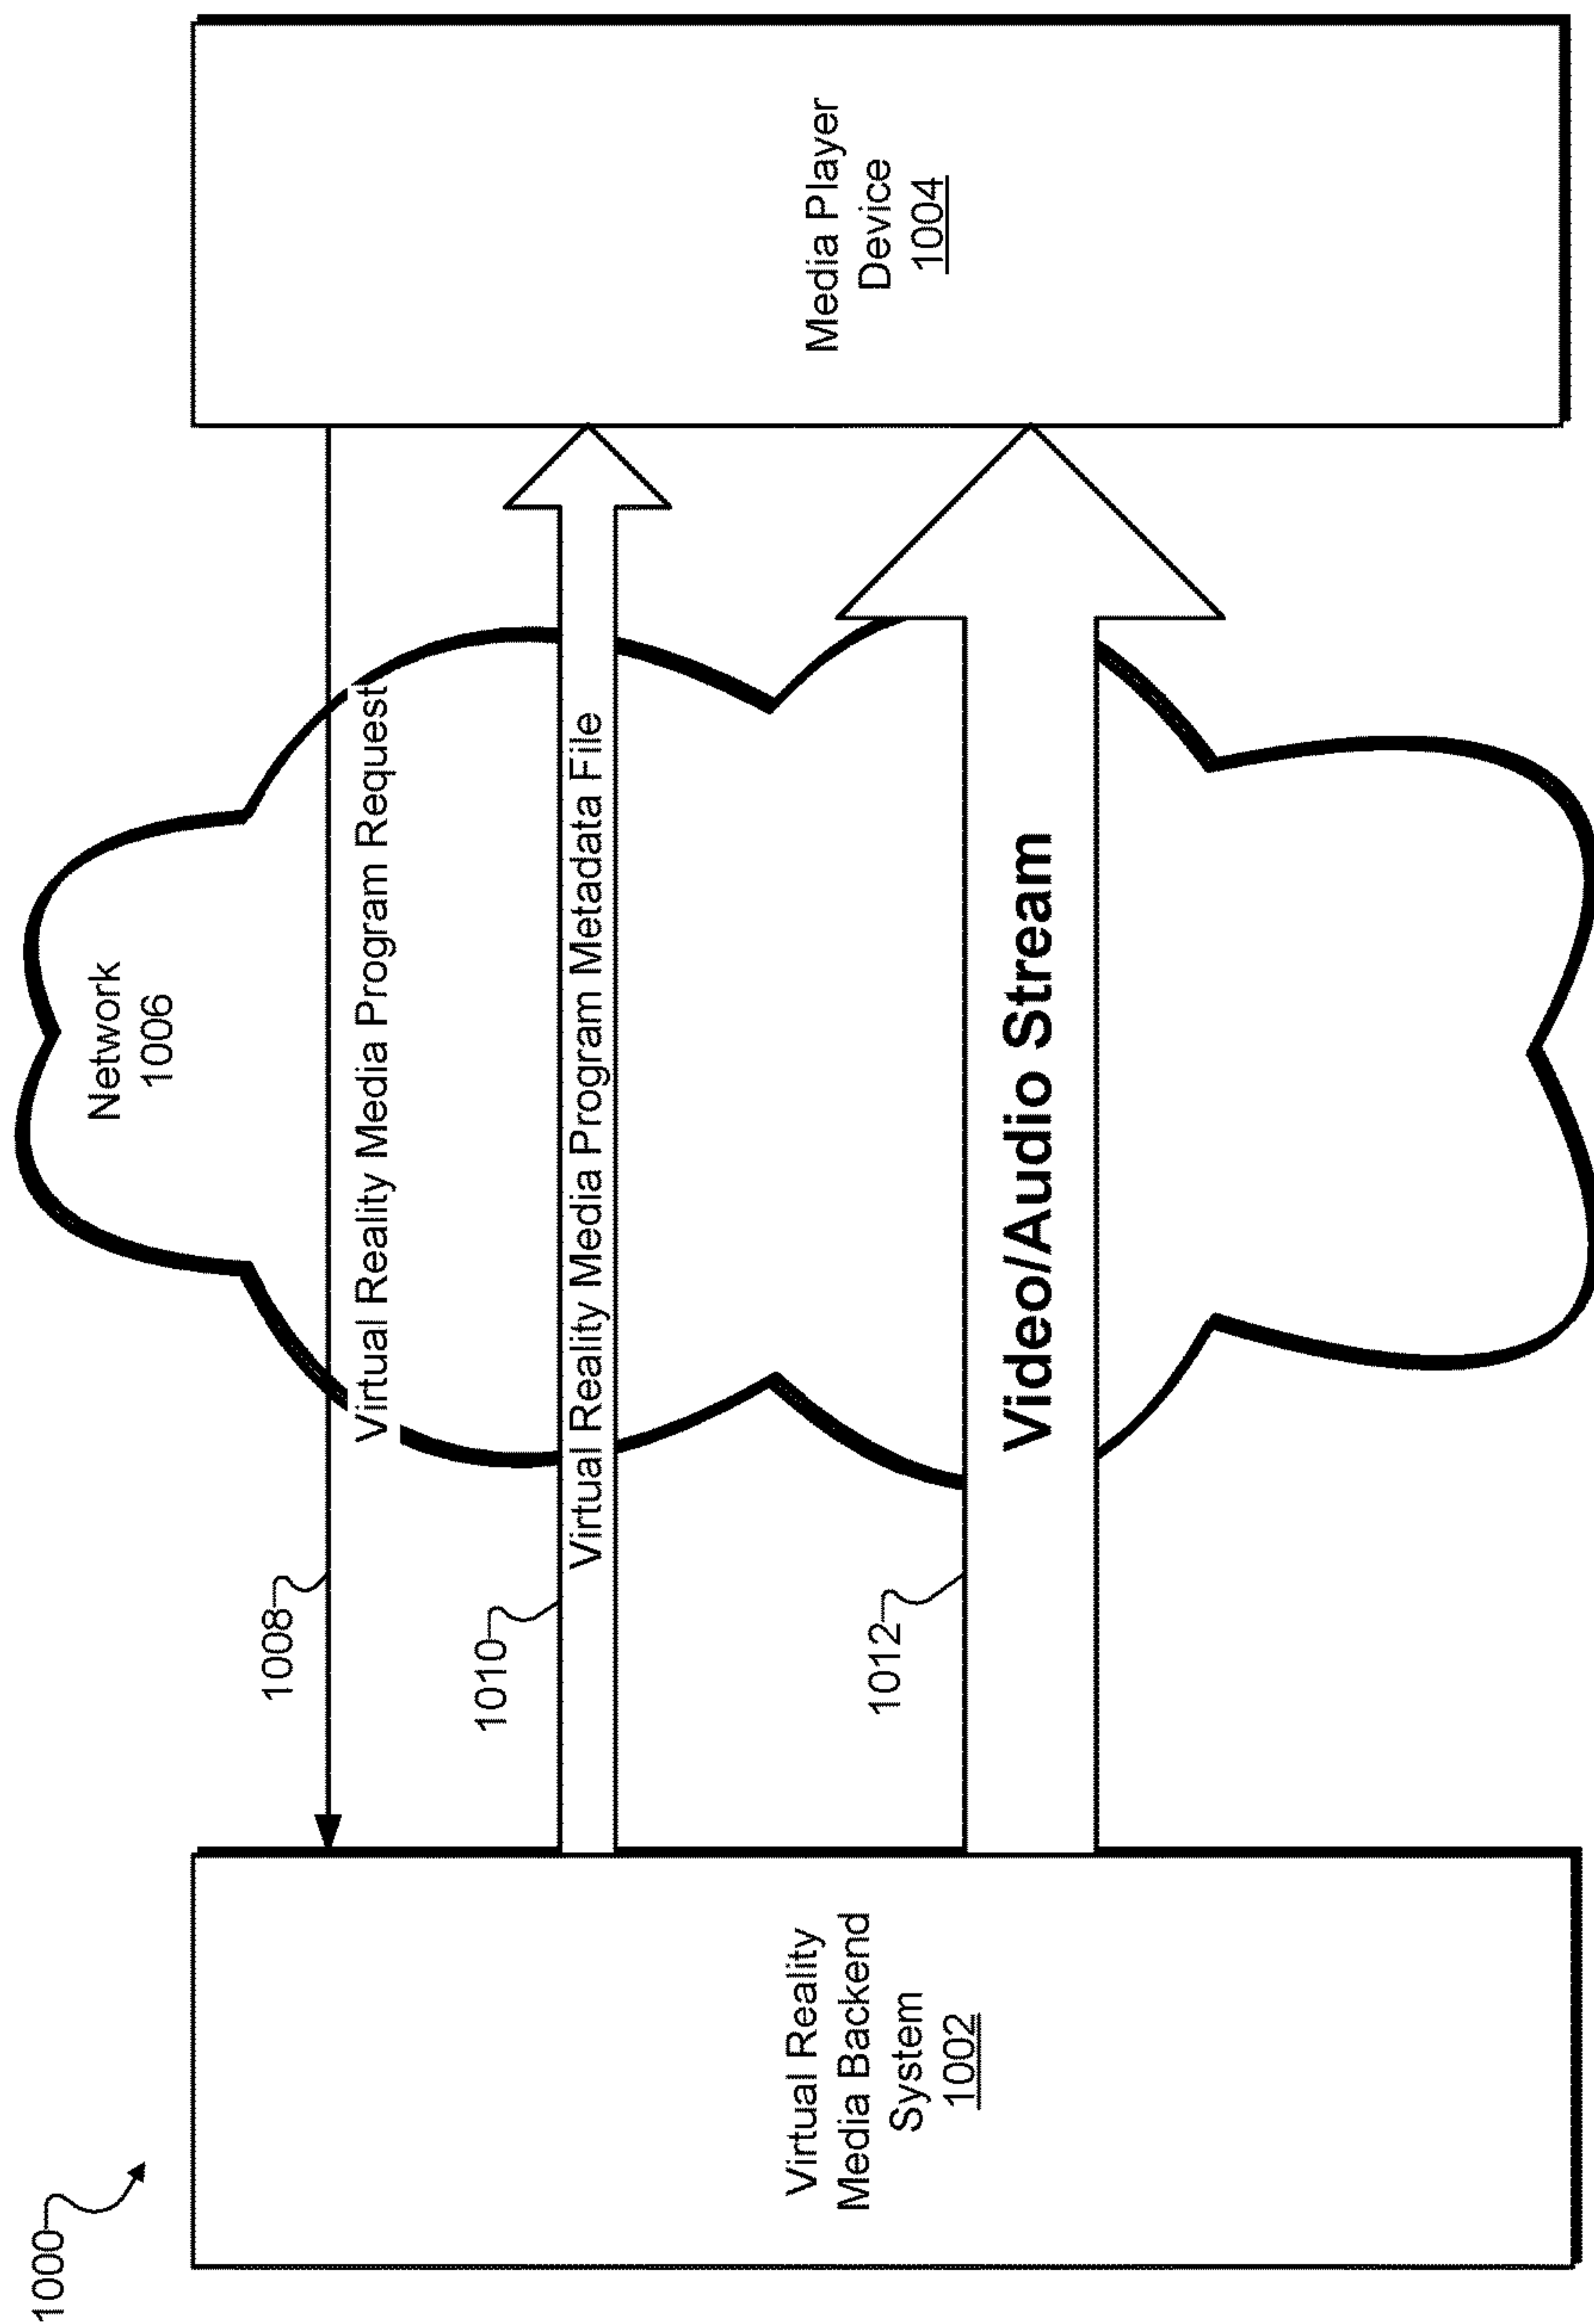 1000
Virtual Reality
Media Backend
System
1002
Network
1006
1008
Virtual Reality Media Program Request
1010
Virtual Reality Media Program Metadata File
1012
Video/Audio Stream
Media Player
Device
1004